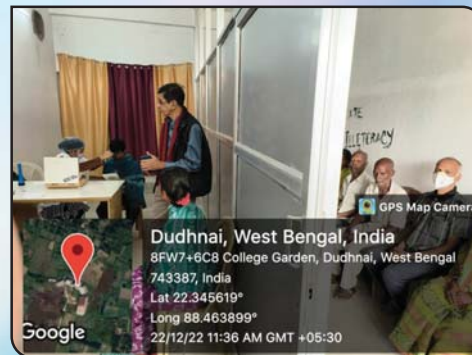 ILLETERACY
GPS Map Camera
Dudhnai, West Bengal, India
8FW7+6C8 College Garden, Dudhnai, West Bengal
743387, India
Lat 22.345619°
Long 88.463899°
22/12/22 11:36 AM GMT +05:30
Google